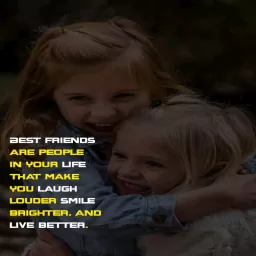 BEST FRIENDS
ARE PEOPLE
IN YOUR LIFE
THAT MAKE
YOU LAUGH
LOUDER SMILE
BRIGHTER. AND
LIVE BETTER.